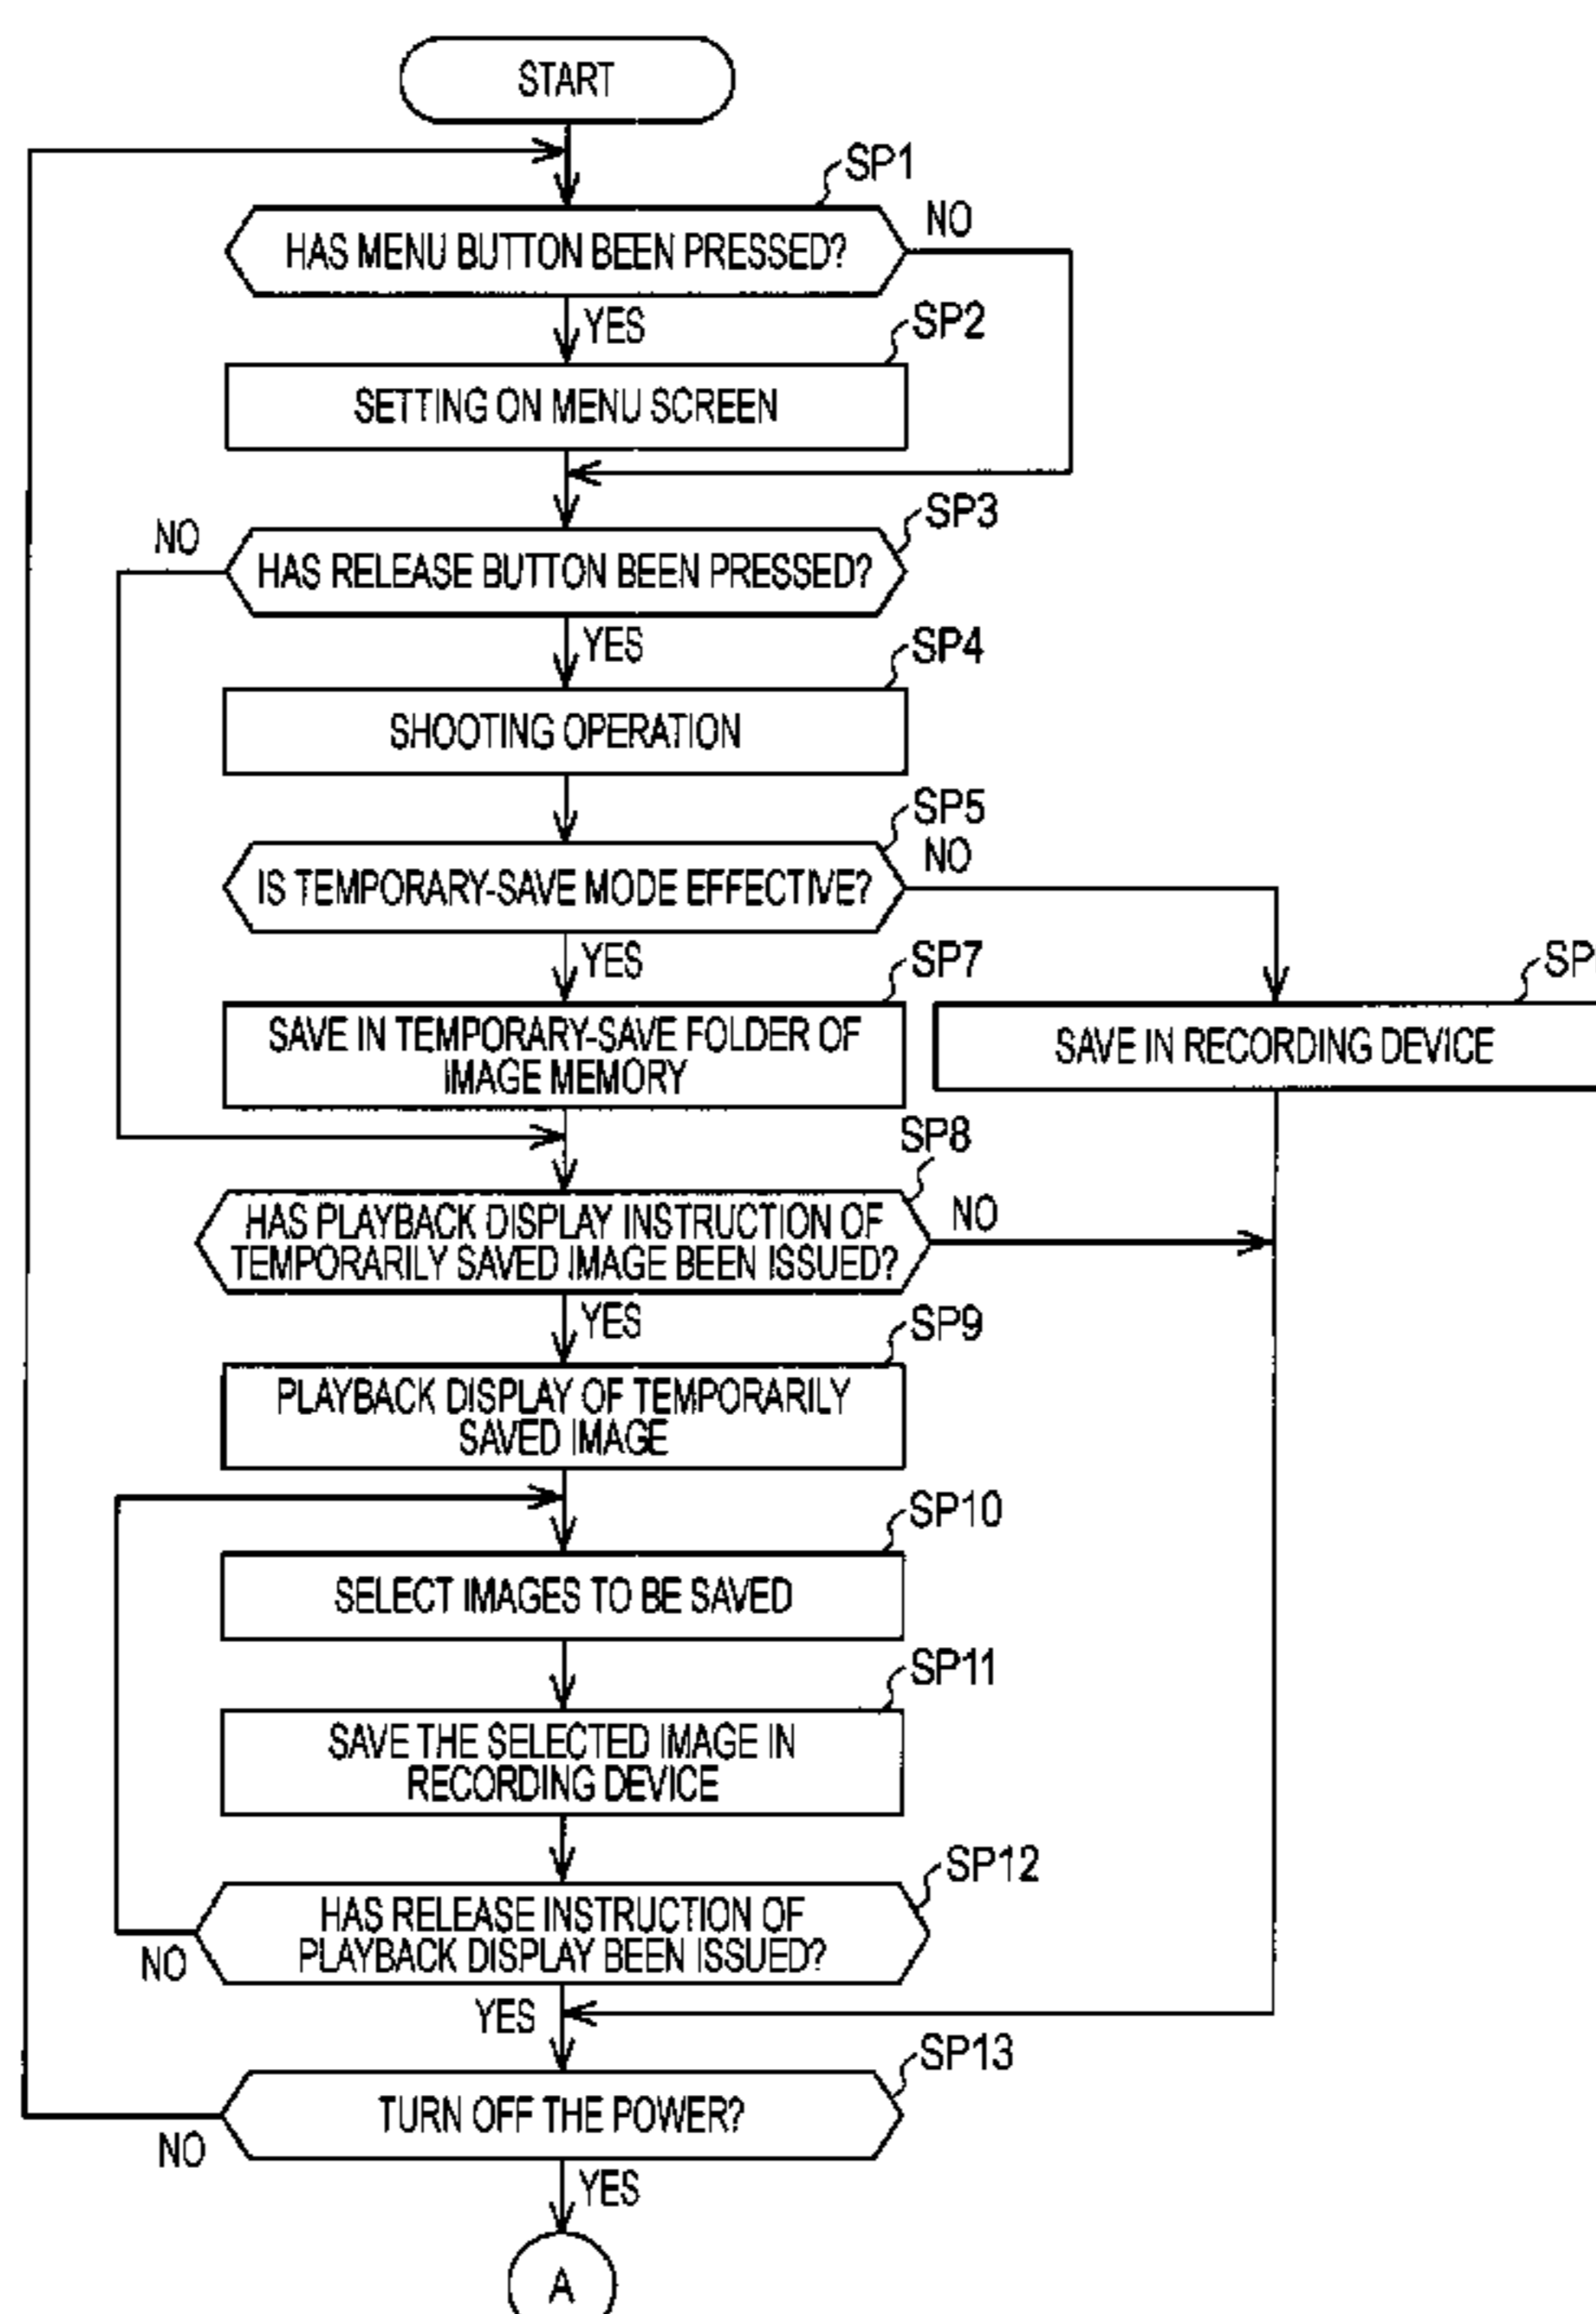 START
SP1
HAS MENU BUTTON BEEN PRESSED?
NO
YES
SP2
SETTING ON MENU SCREEN
SP3
NO
HAS RELEASE BUTTON BEEN PRESSED?
YES
SP4
SHOOTING OPERATION
SP5
NO
IS TEMPORARY-SAVE MODE EFFECTIVE?
YES
SP7
SP
SAVE IN TEMPORARY-SAVE FOLDER OF
IMAGE MEMORY
SAVE IN RECORDING DEVICE
SP8
NO
HAS PLAYBACK DISPLAY INSTRUCTION OF
TEMPORARILY SAVED IMAGE BEEN ISSUED?
YES
SP9
PLAYBACK DISPLAY OF TEMPORARILY
SAVED IMAGE
SP10
SELECT IMAGES TO BE SAVED
SP11
SAVE THE SELECTED IMAGE IN
RECORDING DEVICE
SP12
HAS RELEASE INSTRUCTION OF
PLAYBACK DISPLAY BEEN ISSUED?
NO
YES
SP13
TURN OFF THE POWER?
NO
YES
A